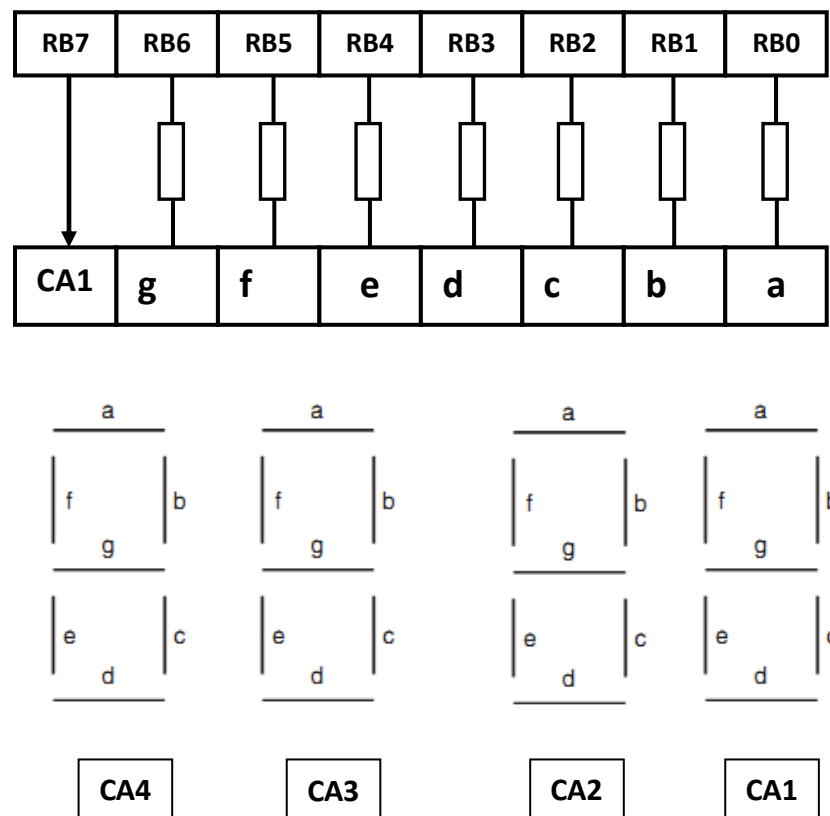 RB7 RB6 RB5 RB4 RB3 RB2 RB1 RB0
CA1 g f e d c b a
a a a a
f b f b f b f b
g g g g
e c e c e c e
d d d d
CA4 CA3 CA2 CA1